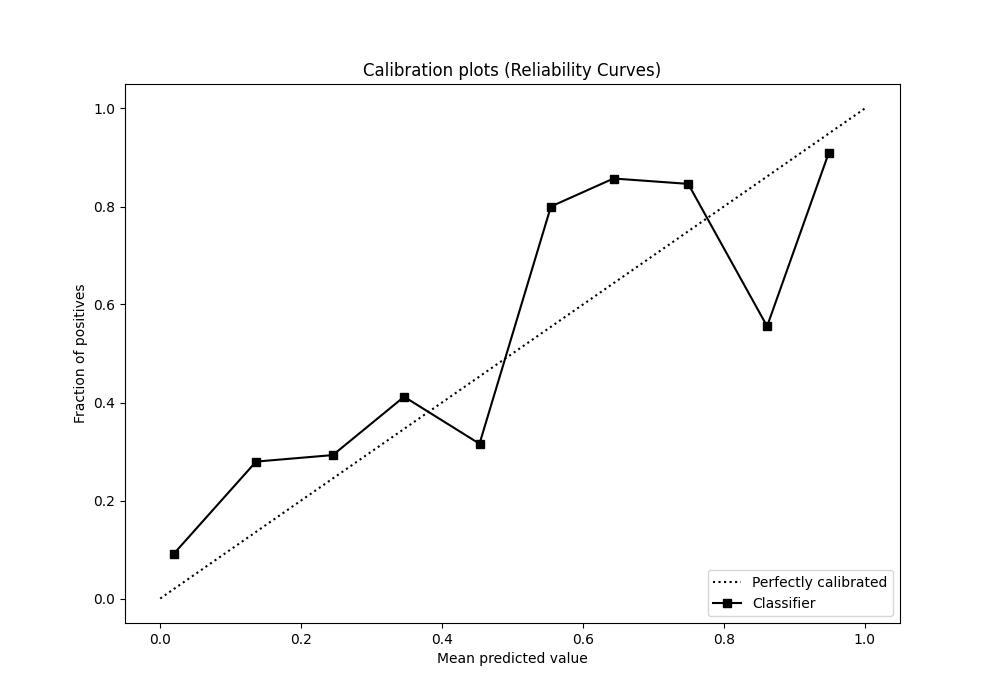 Calibration plots (Reliability Curves)
1.0
0.8
0.6
0.4
0.2
0.0
Fraction of positives
0.0 0.2 0.4 0.6 0.8 1.0
Mean predicted value
Perfectly calibrated
Classifier